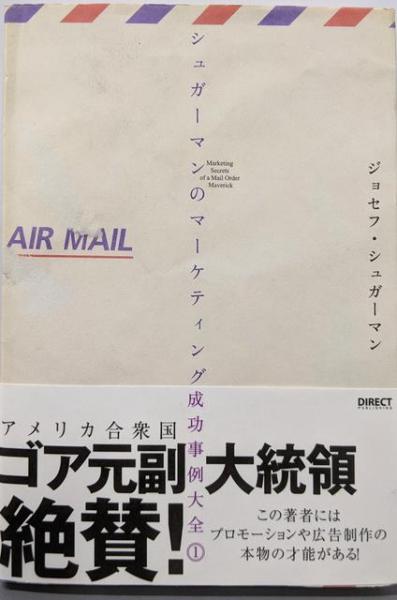 シュガーマンのマーケティング成功事例大全①
Marketing
Secrets
of a Mail Order
Maverick
ジョセフ・シュガーマン
AIR MAIL
DIRECT
PUBLISHING
アメリカ合衆国
ゴア元副大統領
絶賛!
この著者には
プロモーションや広告制作の
本物の才能がある!